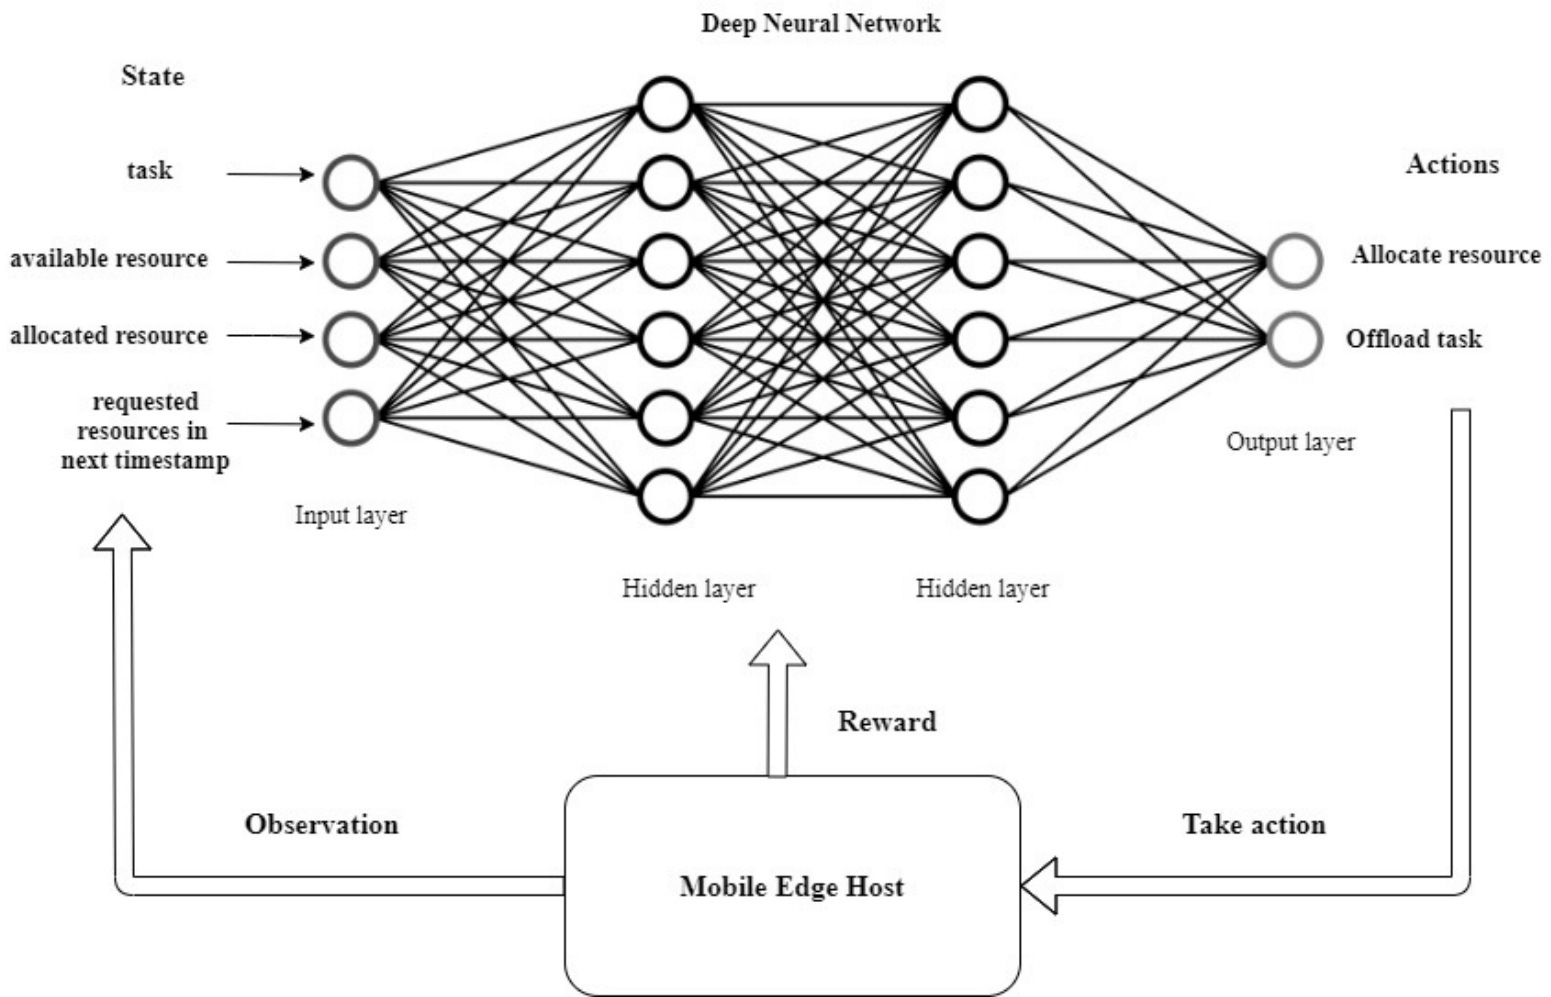 Deep Neural Network
State
task
available resource
allocated resource
requested
resources in
next timestamp
Input layer
Hidden layer
Hidden layer
Actions
Allocate resource
Offload task
Output layer
Reward
Observation
Take action
Mobile Edge Host